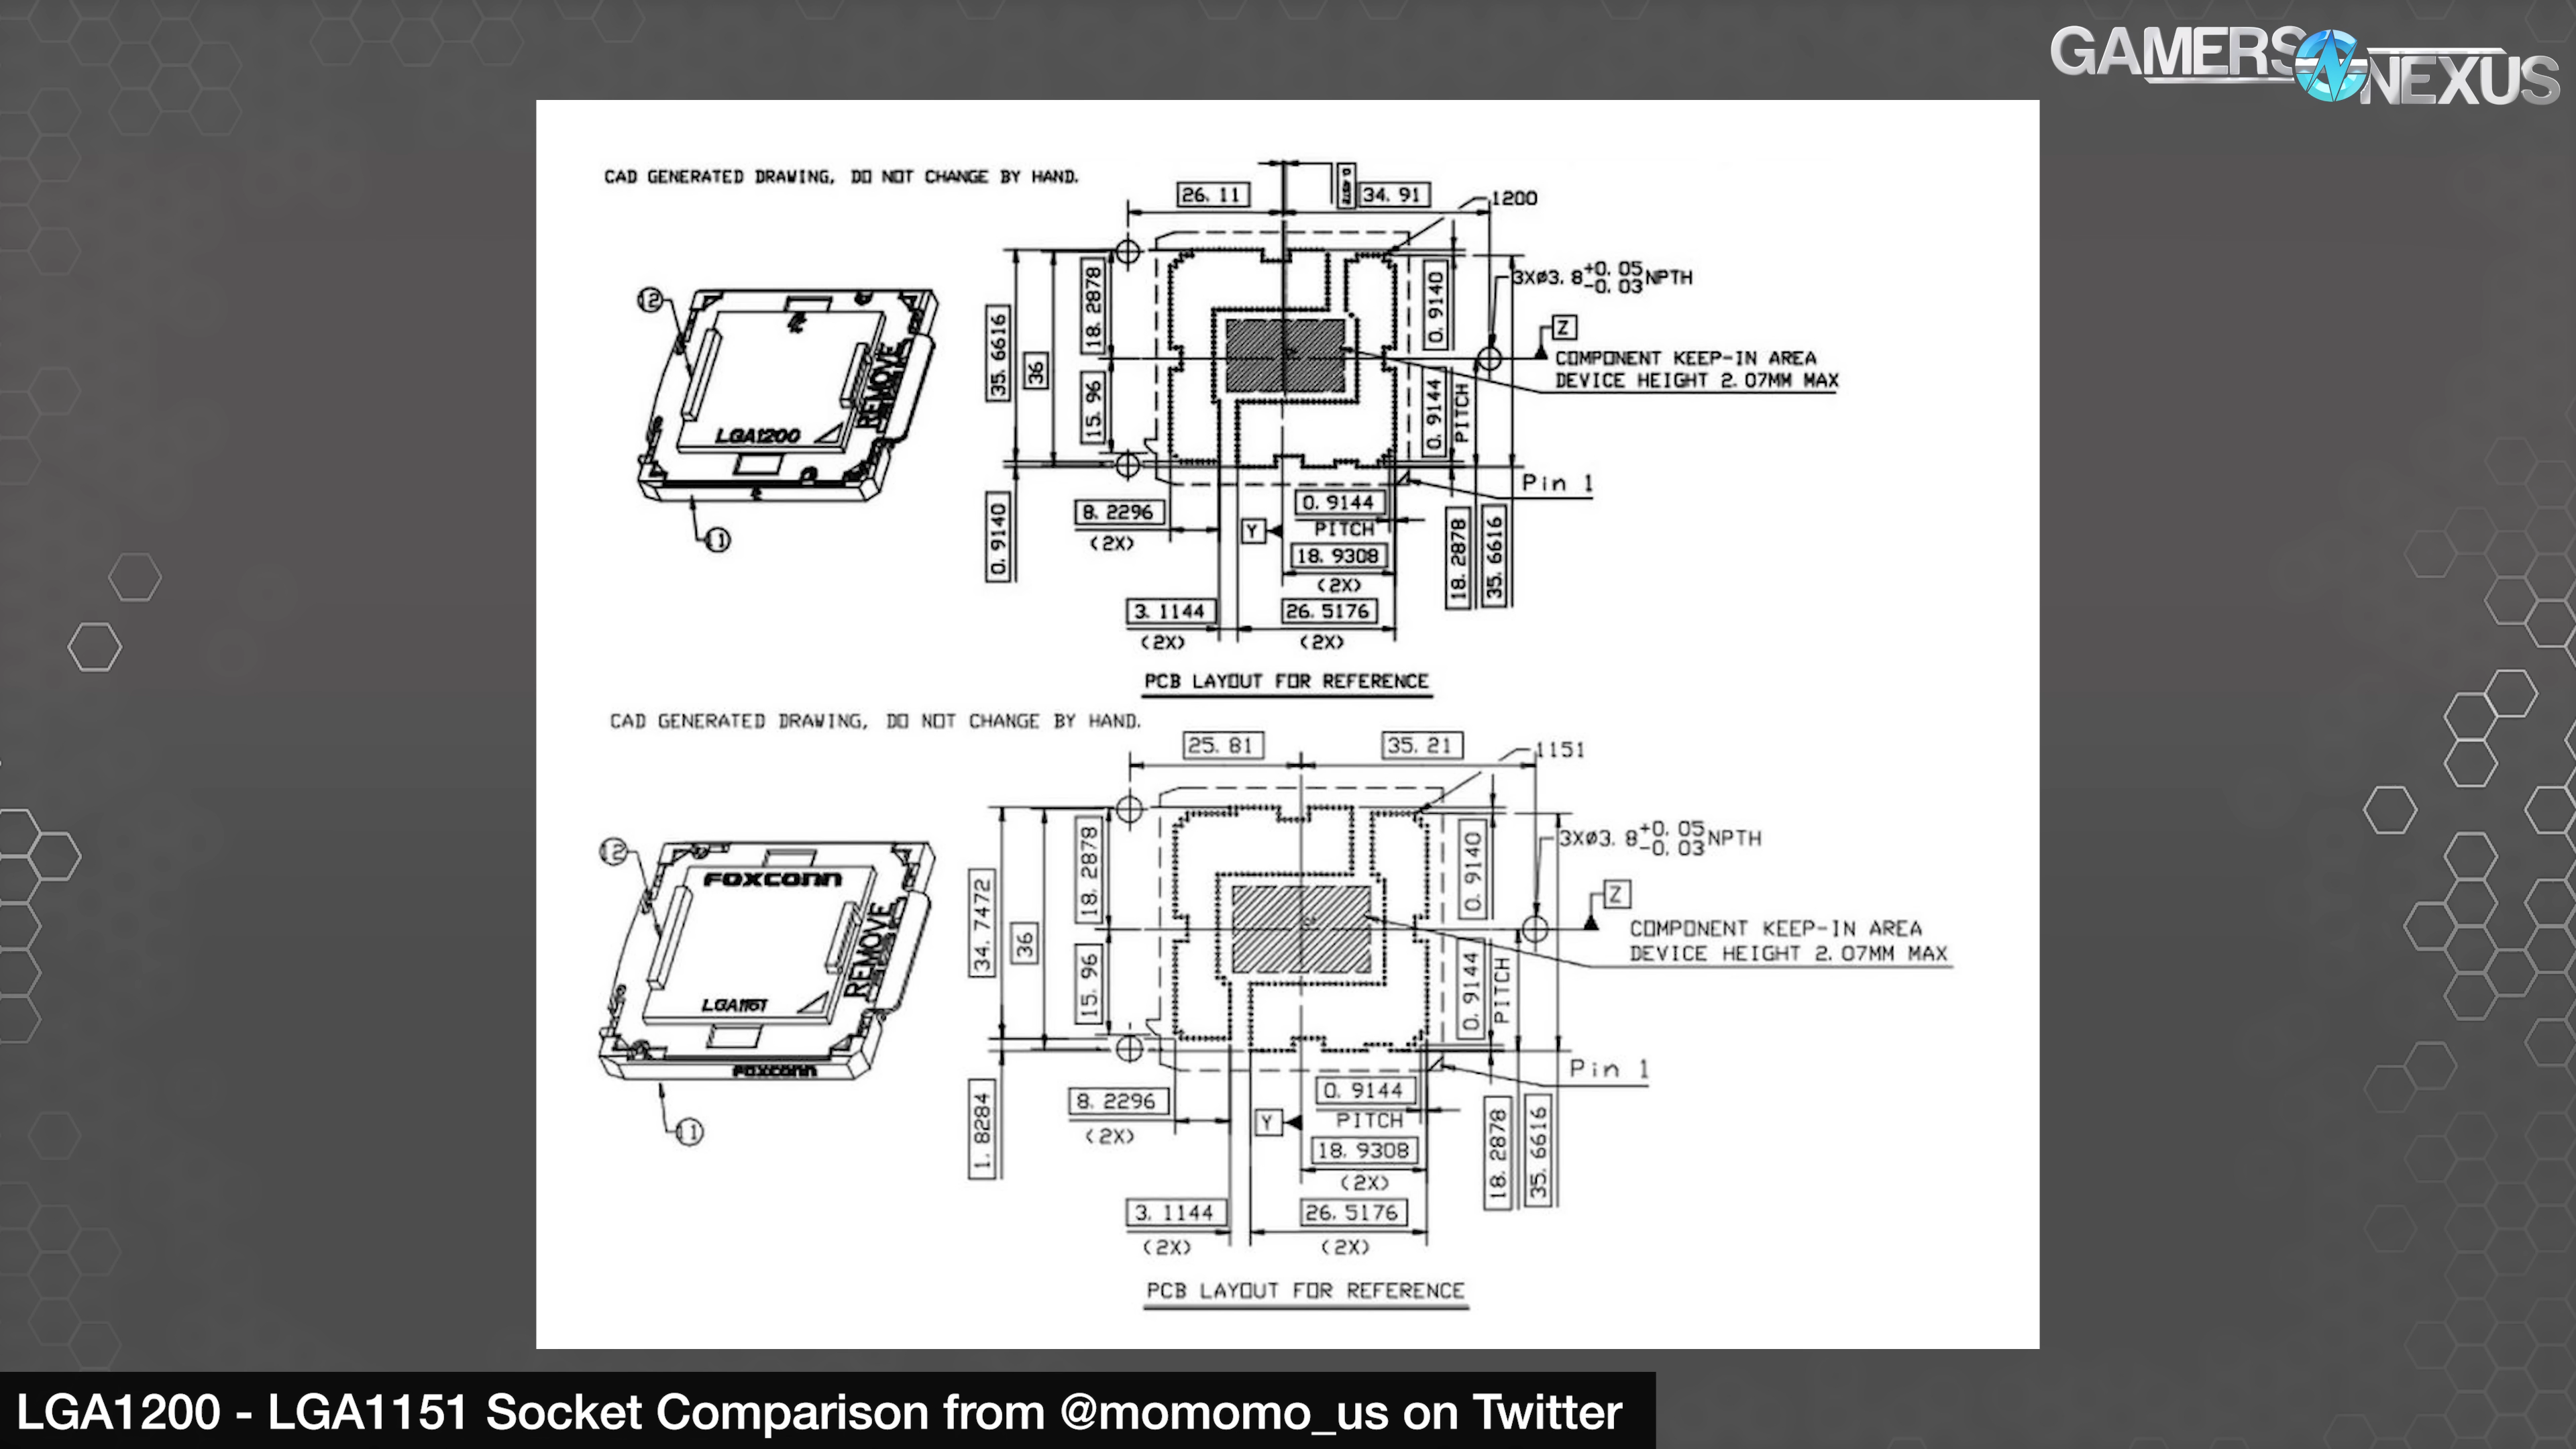 GAMERS NEXUS
CAD GENERATED DRAWING, DO NOT CHANGE BY HAND.
26.11
34.91
1200
12
18.2878
0.9140
3XØ3.8+0.05-0.03NPTH
Z
35.6616
36
COMPONENT KEEP-IN AREA
DEVICE HEIGHT 2.07MM MAX
REMOVE
15.96
0.9144
PITCH
LGA1200
Pin 1
11
0.9140
8.2296
(2X)
Y
0.9144
PITCH
18.9308
(2X)
18.2878
35.6616
3.1144
(2X)
26.5176
(2X)
PCB LAYOUT FOR REFERENCE
CAD GENERATED DRAWING, DO NOT CHANGE BY HAND.
25.81
35.21
1151
12
FOXCONN
18.2878
0.9140
3XØ3.8+0.05-0.03NPTH
Z
34.7472
36
COMPONENT KEEP-IN AREA
DEVICE HEIGHT 2.07MM MAX
REMOVE
15.96
0.9144
PITCH
LGA1151
FOXCONN
Pin 1
11
1.8284
8.2296
(2X)
Y
0.9144
PITCH
18.9308
(2X)
18.2878
35.6616
3.1144
(2X)
26.5176
(2X)
PCB LAYOUT FOR REFERENCE
LGA1200 - LGA1151 Socket Comparison from @momomo_us on Twitter